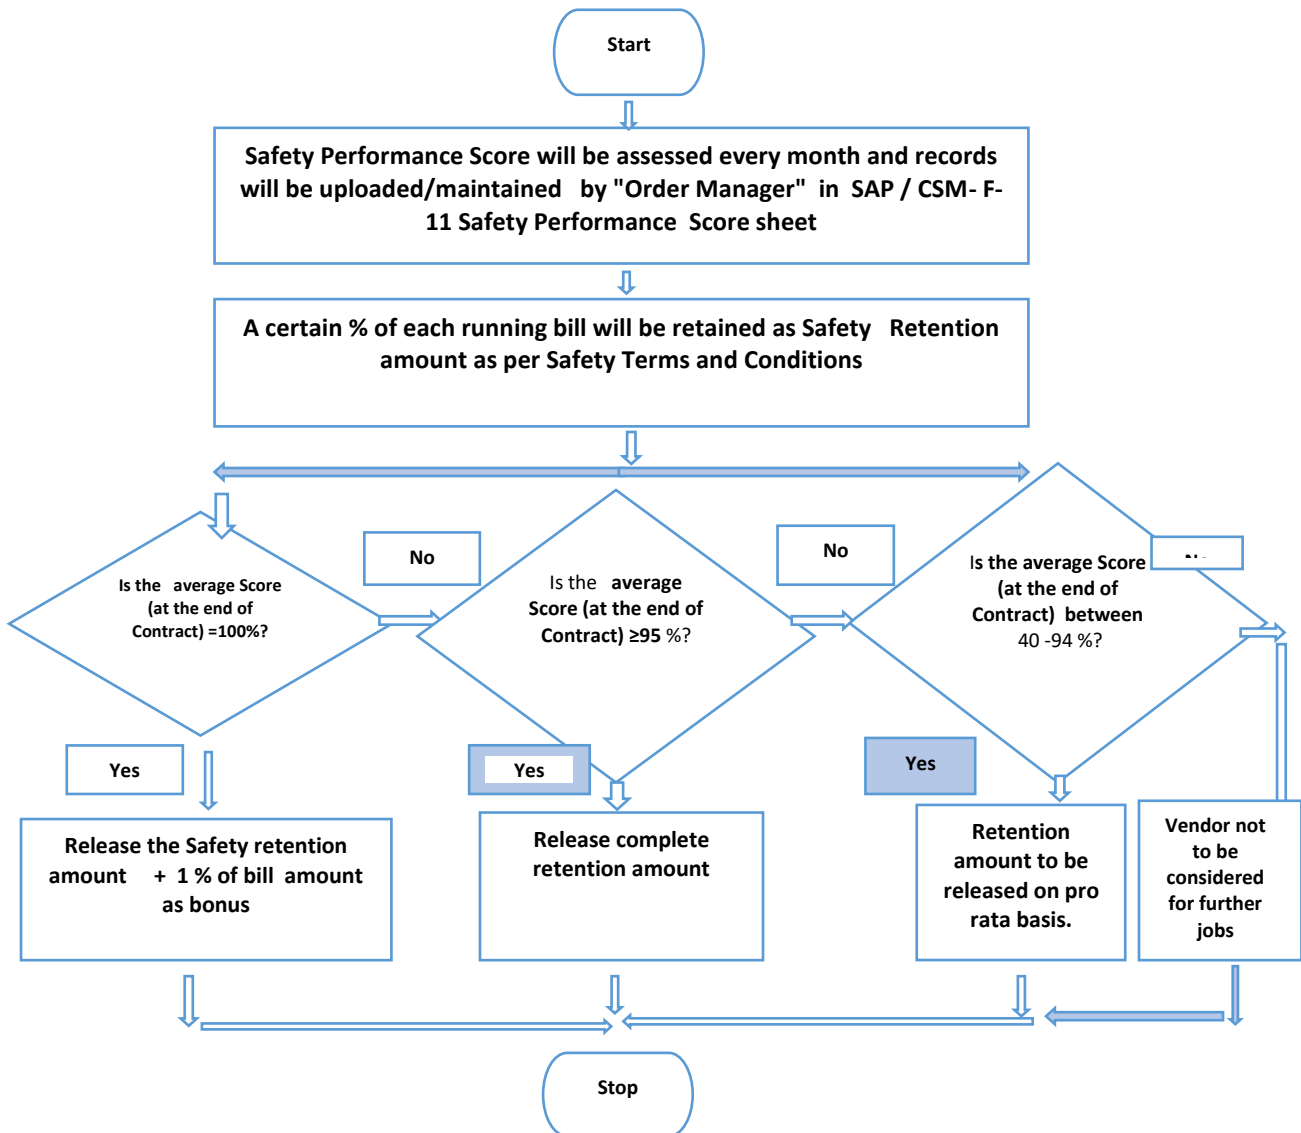 Start
Safety Performance Score will be assessed every month and records
will be uploaded/maintained by "Order Manager" in SAP / CSM- F-
11 Safety Performance Score sheet
A certain % of each running bill will be retained as Safety Retention
amount as per Safety Terms and Conditions
Is the average Score
(at the end of
Contract) =100%?
No
Is the average
Score (at the end of
Contract) ≥95 %?
No
Is the average Score
(at the end of
Contract) between
40 -94 %?
Yes
Yes
Yes
Release the Safety retention
amount + 1 % of bill amount
as bonus
Release complete
retention amount
Retention
amount to be
released on pro
rata basis.
Vendor not
to be
considered
for further
jobs
Stop